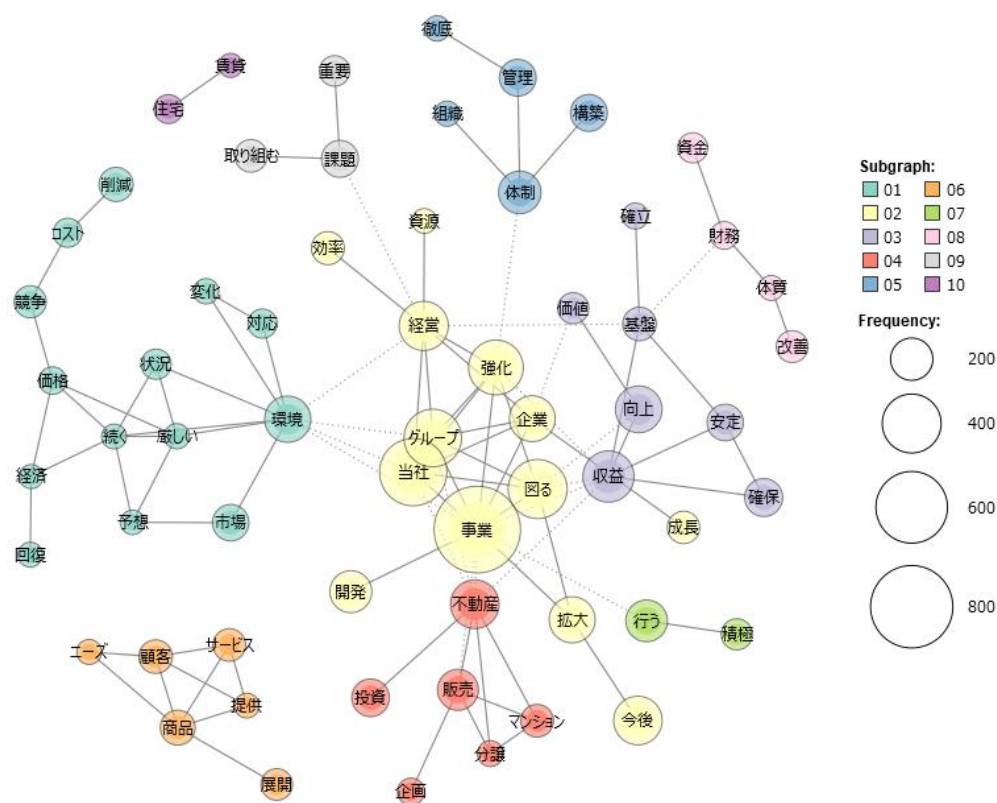 徹底
賃貸
重要
管理
住宅
組織
構築
取り組む
課題
資金
Subgraph:
01 06
02 07
03 08
04 09
05 10
削減
体制
コスト
資源
確立
効率
財務
変化
競争
対応
経営
価値
基盤
体質
Frequency:
200
状況
強化
改善
価格
環境
グループ
企業
向上
安定
400
続く
厳しい
経済
当社
図る
収益
確保
予想
市場
事業
成長
600
回復
開発
不動産
拡大
行う
積極
800
ニーズ
顧客
サービス
投資
販売
提供
商品
マンション
今後
分譲
展開
企画